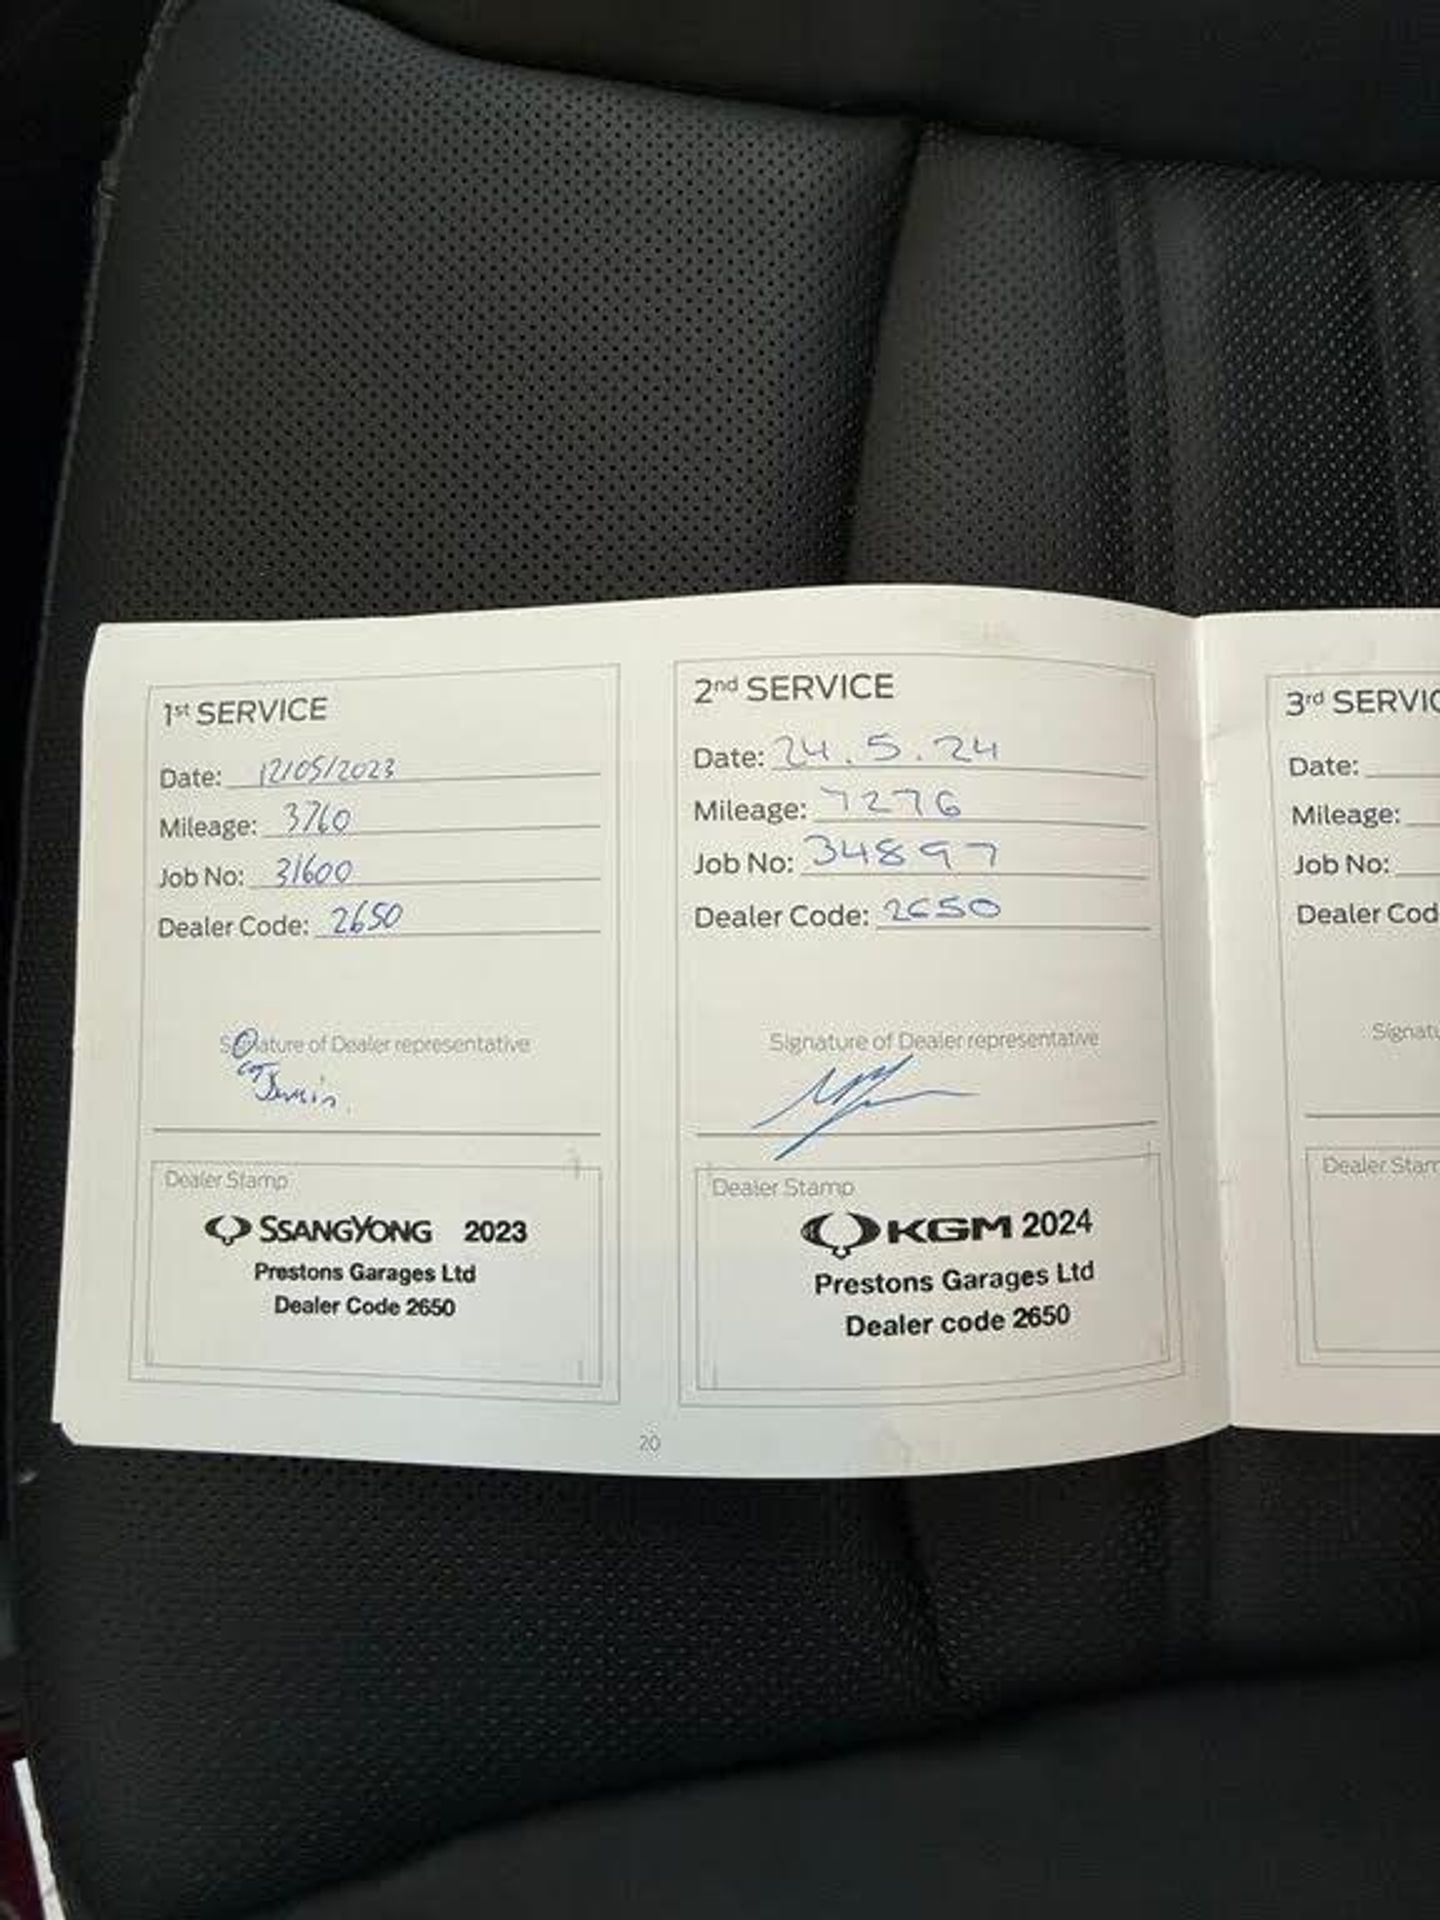 1st SERVICE
Date: 12/05/2023
Mileage: 3760
Job No: 31600
Dealer Code: 2650
Signature of Dealer representative
Dealer Stamp
SSANGYONG 2023
Prestons Garages Ltd
Dealer Code 2650
2nd SERVICE
Date: 24.5.24
Mileage: 7276
Job No: 34897
Dealer Code: 2650
Signature of Dealer representative
Dealer Stamp
KGM 2024
Prestons Garages Ltd
Dealer code 2650
20
3rd SERVIC
Date:
Mileage:
Job No:
Dealer Cod
Signatu
Dealer Stam